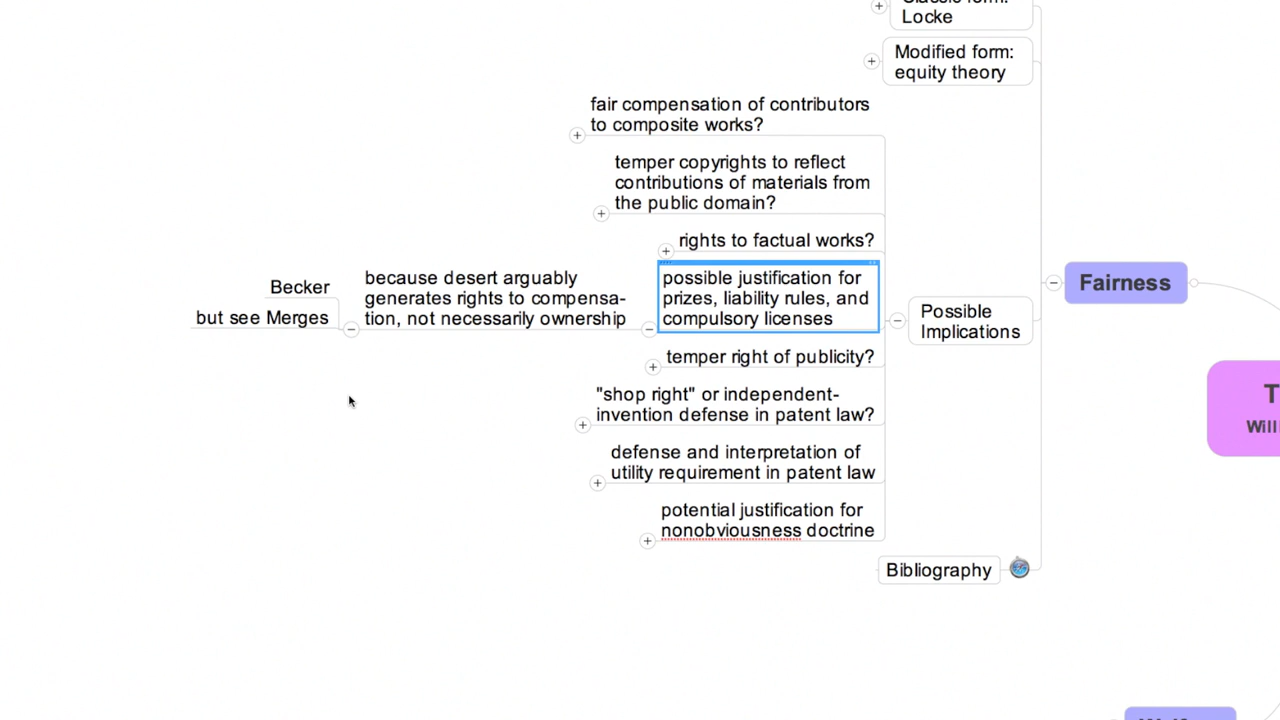 Locke
Modified form:
equity theory
fair compensation of contributors
to composite works?
temper copyrights to reflect
contributions of materials from
the public domain?
rights to factual works?
possible justification for
prizes, liability rules, and
compulsory licenses
because desert arguably
generates rights to compensa-
tion, not necessarily ownership
Becker
but see Merges
temper right of publicity?
"shop right" or independent-
invention defense in patent law?
defense and interpretation of
utility requirement in patent law
potential justification for
nonobviousness doctrine
Possible
Implications
Fairness
Bibliography
T
Will